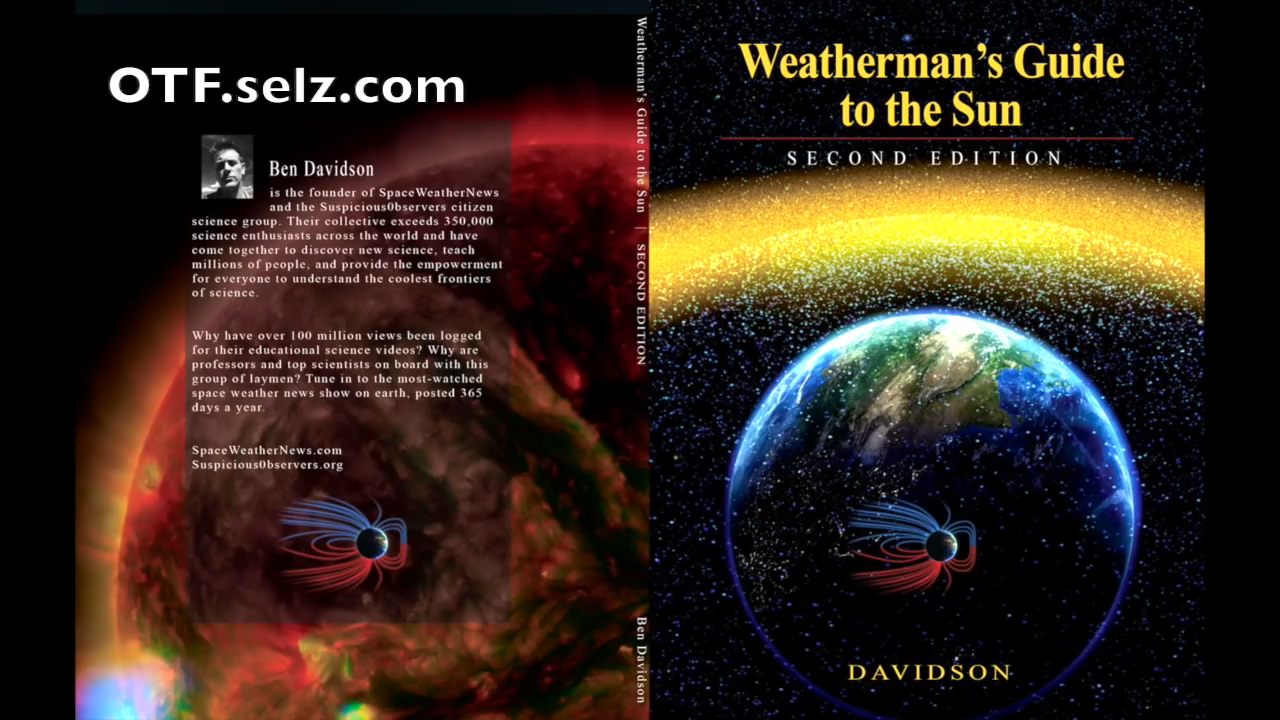 OTF.selz.com
Ben Davidson
is the founder of SpaceWeatherNews
and the Suspicious0bservers citizen
science group. Their collective exceeds 350,000
science enthusiasts across the world and have
come together to discover new science, teach
millions of people, and provide the empowerment
for everyone to understand the coolest frontiers
of science.
Why have over 100 million views been logged
for their educational science videos? Why are
professors and top scientists on board with this
group of laymen? Tune in to the most-watched
space weather news show on earth, posted 365
days a year.
SpaceWeatherNews.com
Suspicious0bservers.org
Weatherman's Guide to the Sun | SECOND EDITION
Ben Davidson
Weatherman's Guide
to the Sun
SECOND EDITION
DAVIDSON